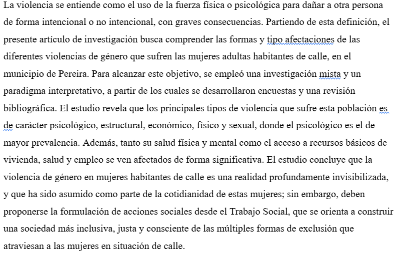 La violencia se entiende como el uso de la fuerza física o psicológica para dañar a otra persona
de forma intencional o no intencional, con graves consecuencias. Partiendo de esta definición, el
presente artículo de investigación busca comprender las formas y tipo afectaciones de las
diferentes violencias de género que sufren las mujeres adultas habitantes de calle, en el
municipio de Pereira. Para alcanzar este objetivo, se empleó una investigación mista y un
paradigma interpretativo, a partir de los cuales se desarrollaron encuestas y una revisión
bibliográfica. El estudio revela que los principales tipos de violencia que sufre esta población es
de carácter psicológico, estructural, económico, físico y sexual, donde el psicológico es el de
mayor prevalencia. Además, tanto su salud física y mental como el acceso a recursos básicos de
vivienda, salud y empleo se ven afectados de forma significativa. El estudio concluye que la
violencia de género en mujeres habitantes de calle es una realidad profundamente invisibilizada,
y que ha sido asumido como parte de la cotidianidad de estas mujeres; sin embargo, deben
proponerse la formulación de acciones sociales desde el Trabajo Social, que se orienta a construir
una sociedad más inclusiva, justa y consciente de las múltiples formas de exclusión que
atraviesan a las mujeres en situación de calle.